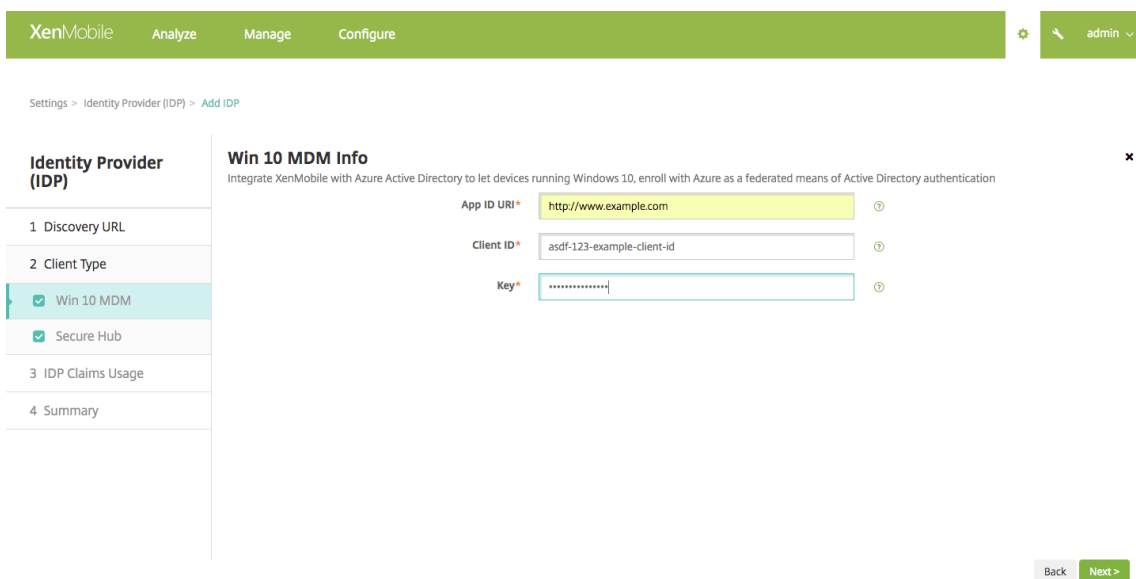 XenMobile Analyze Manage Configure admin
Settings > Identity Provider (IDP) > Add IDP
Identity Provider
(IDP)
1 Discovery URL
2 Client Type
Win 10 MDM
Secure Hub
3 IDP Claims Usage
4 Summary
Win 10 MDM Info
Integrate XenMobile with Azure Active Directory to let devices running Windows 10, enroll with Azure as a federated means of Active Directory authentication
App ID URI* http://www.example.com
Client ID* asdf-123-example-client-id
Key* •••••••••••••••
Back Next >